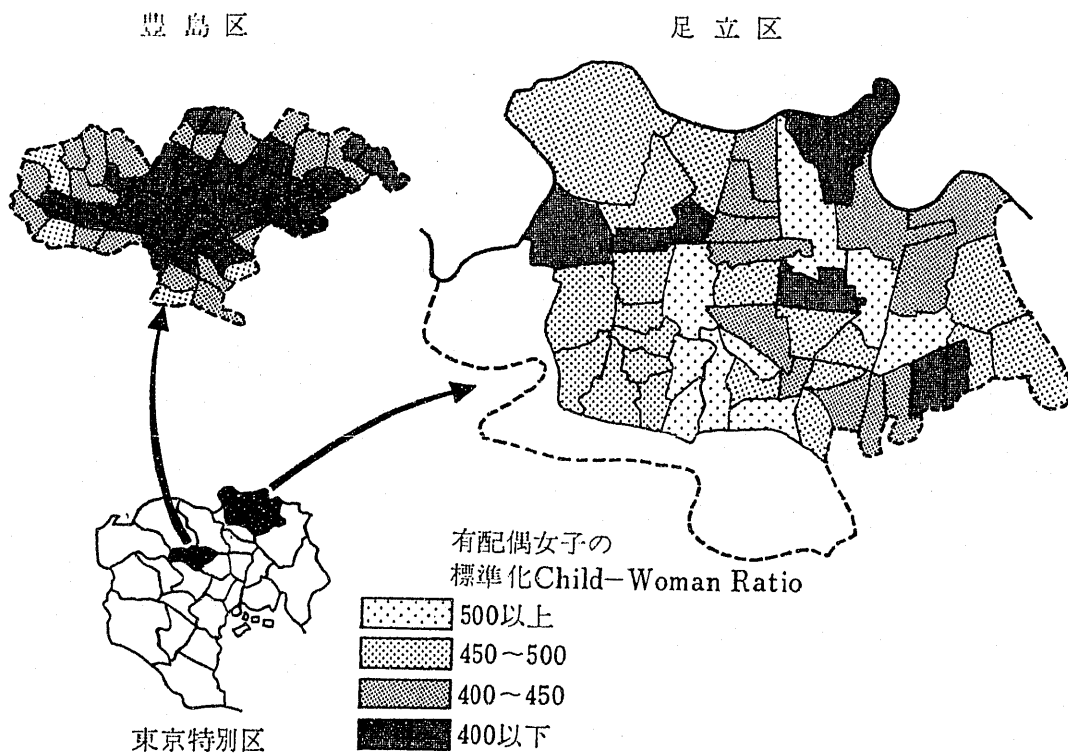 豊島区
足立区
有配偶女子の
標準化Child-Woman Ratio
500以上
450~500
400~450
400以下
東京特別区